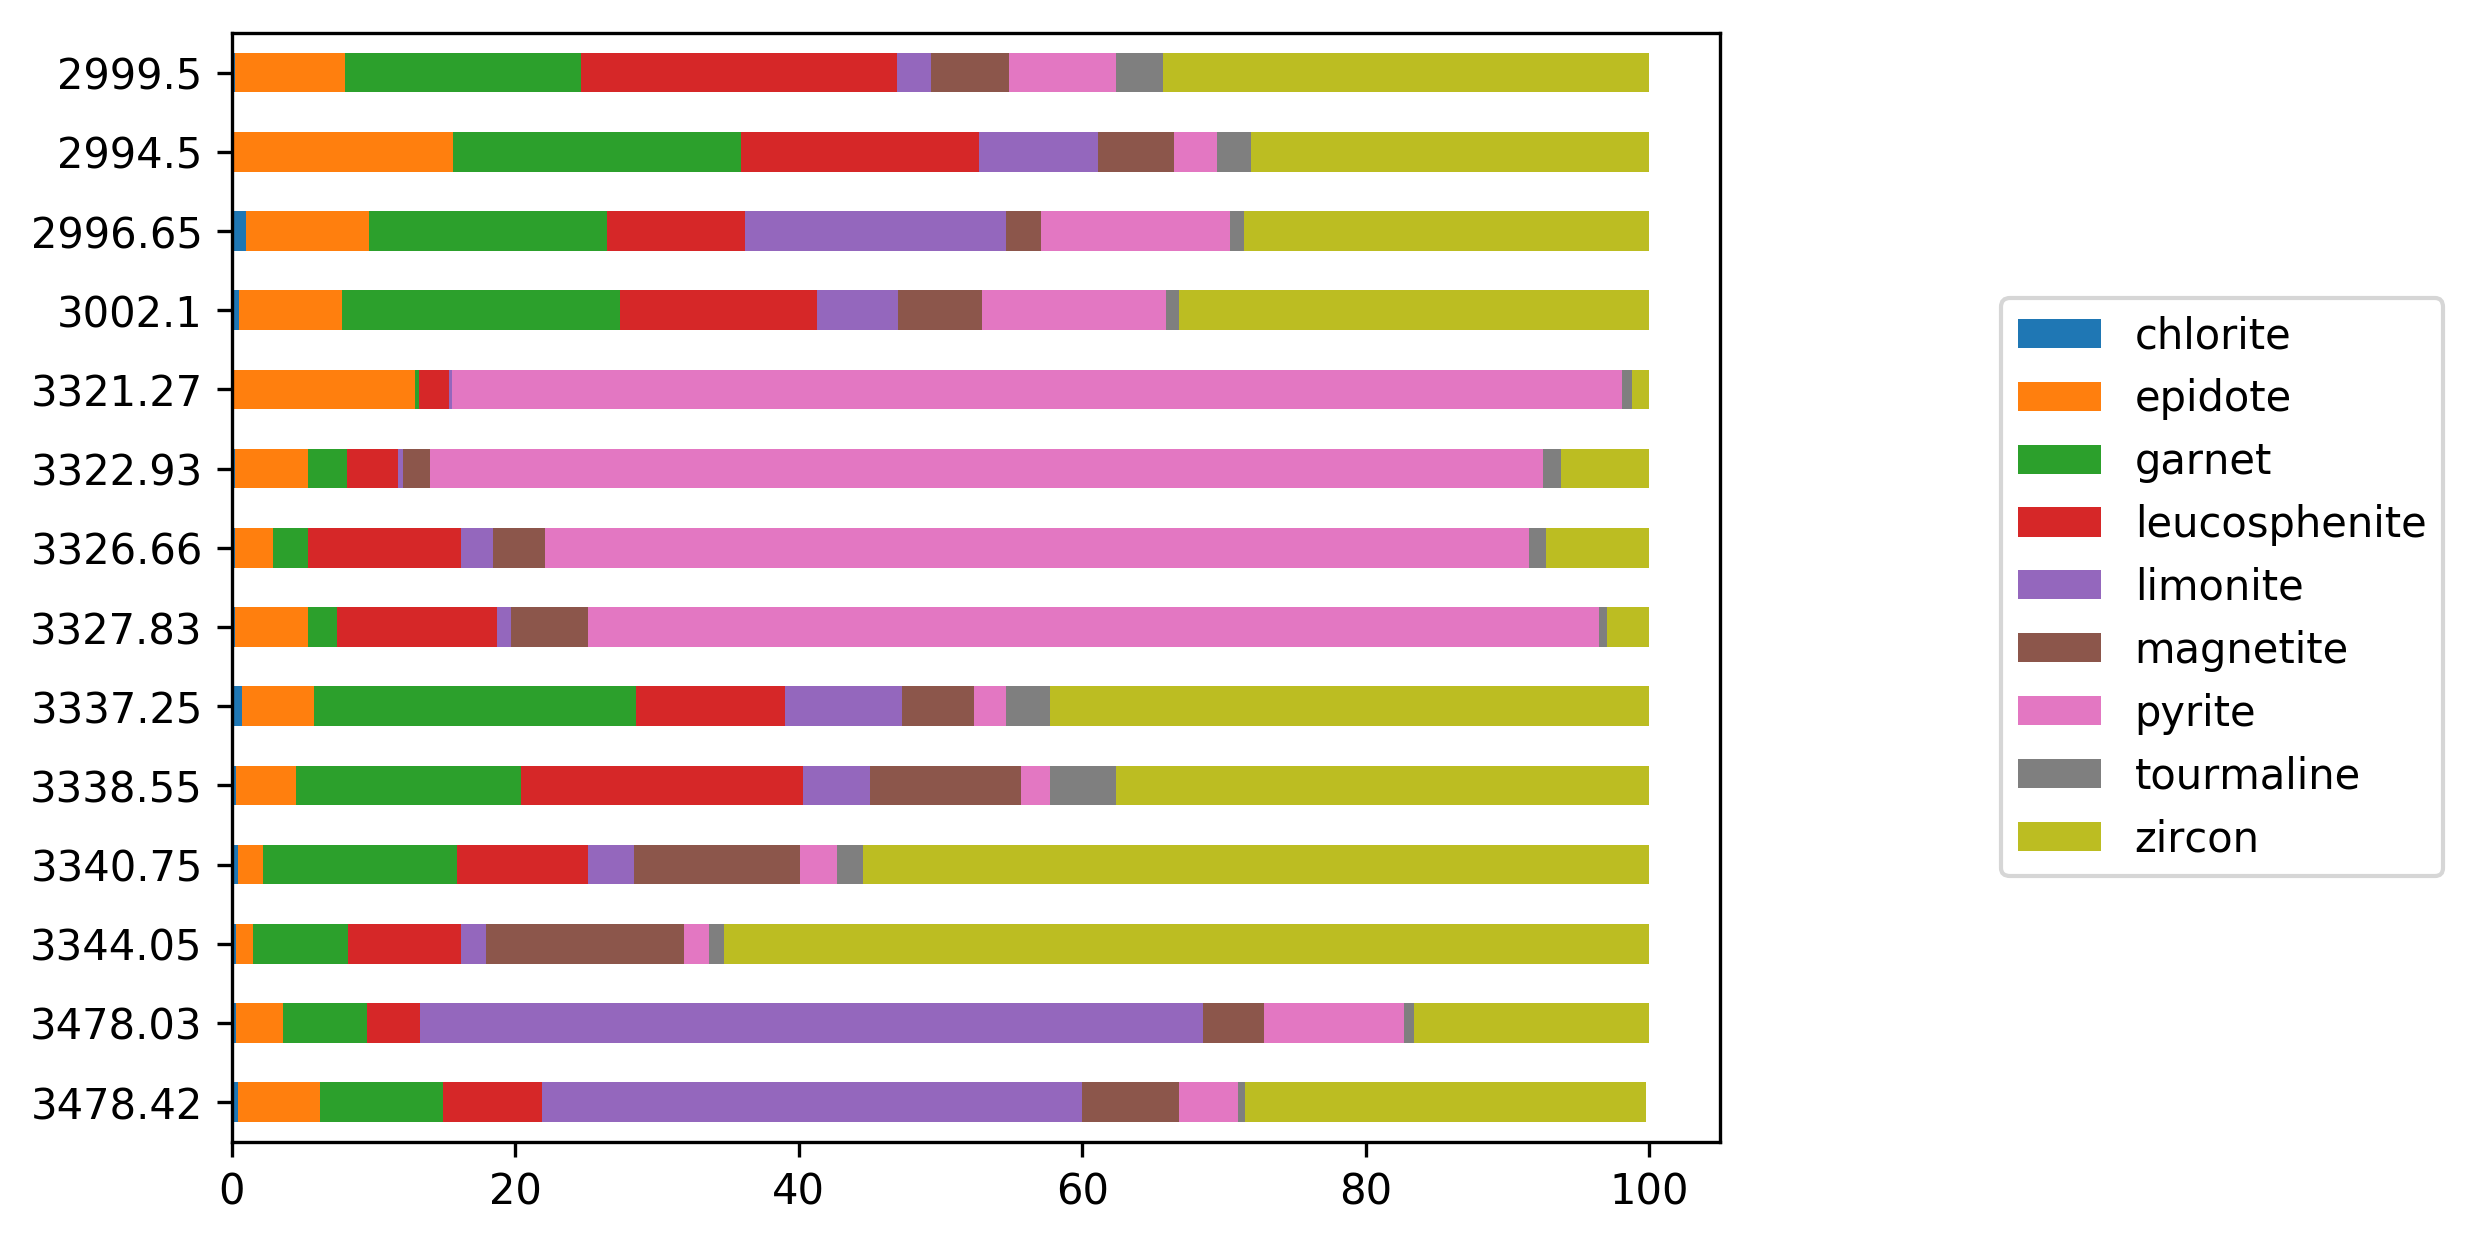 2999.5
2994.5
2996.65
3002.1
3321.27
3322.93
3326.66
3327.83
3337.25
3338.55
3340.75
3344.05
3478.03
3478.42
0 20 40 60 80 100
chlorite
epidote
garnet
leucosphenite
limonite
magnetite
pyrite
tourmaline
zircon